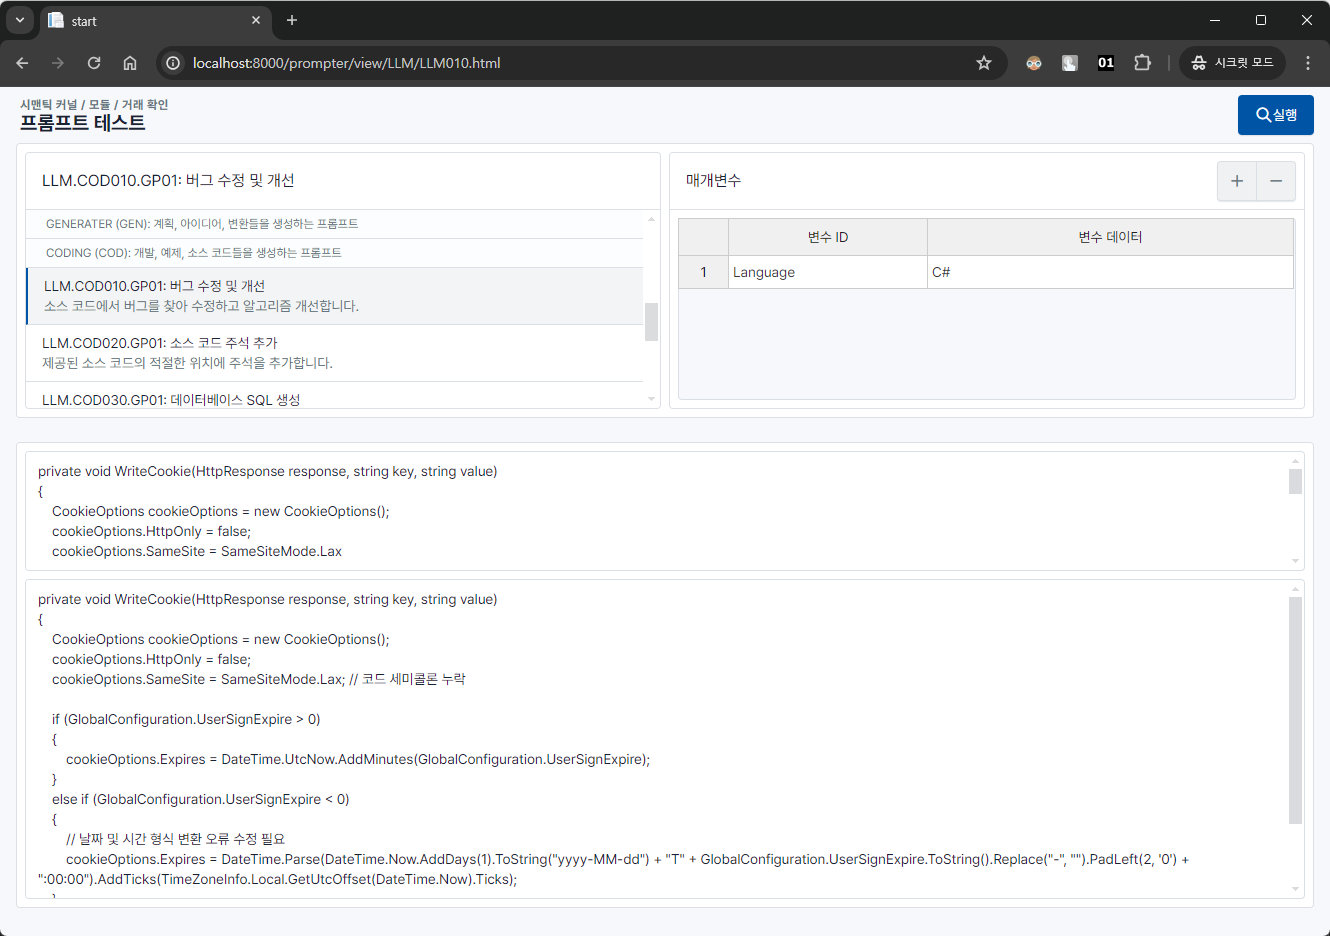 start
localhost:8000/prompter/view/LLM/LLM010.html
01
시크릿 모드
시맨틱 커널 / 모듈 / 거래 확인
프롬프트 테스트
실행
LLM.COD010.GP01: 버그 수정 및 개선
GENERATER (GEN): 계획, 아이디어, 변환들을 생성하는 프롬프트
CODING (COD): 개발, 예제, 소스 코드들을 생성하는 프롬프트
LLM.COD010.GP01: 버그 수정 및 개선
소스 코드에서 버그를 찾아 수정하고 알고리즘 개선합니다.
LLM.COD020.GP01: 소스 코드 주석 추가
제공된 소스 코드의 적절한 위치에 주석을 추가합니다.
LLM.COD030.GP01: 데이터베이스 SQL 생성
매개변수
변수 ID 변수 데이터
1 Language C#
private void WriteCookie(HttpResponse response, string key, string value)
{
CookieOptions cookieOptions = new CookieOptions();
cookieOptions.HttpOnly = false;
cookieOptions.SameSite = SameSiteMode.Lax
private void WriteCookie(HttpResponse response, string key, string value)
{
CookieOptions cookieOptions = new CookieOptions();
cookieOptions.HttpOnly = false;
cookieOptions.SameSite = SameSiteMode.Lax; // 코드 세미콜론 누락
if (GlobalConfiguration.UserSignExpire > 0)
{
cookieOptions.Expires = DateTime.UtcNow.AddMinutes(GlobalConfiguration.UserSignExpire);
}
else if (GlobalConfiguration.UserSignExpire < 0)
{
// 날짜 및 시간 형식 변환 오류 수정 필요
cookieOptions.Expires = DateTime.Parse(DateTime.Now.AddDays(1).ToString("yyyy-MM-dd") + "T" + GlobalConfiguration.UserSignExpire.ToString().Replace("-", "").PadLeft(2, '0') +
":00:00").AddTicks(TimeZoneInfo.Local.GetUtcOffset(DateTime.Now).Ticks);
}